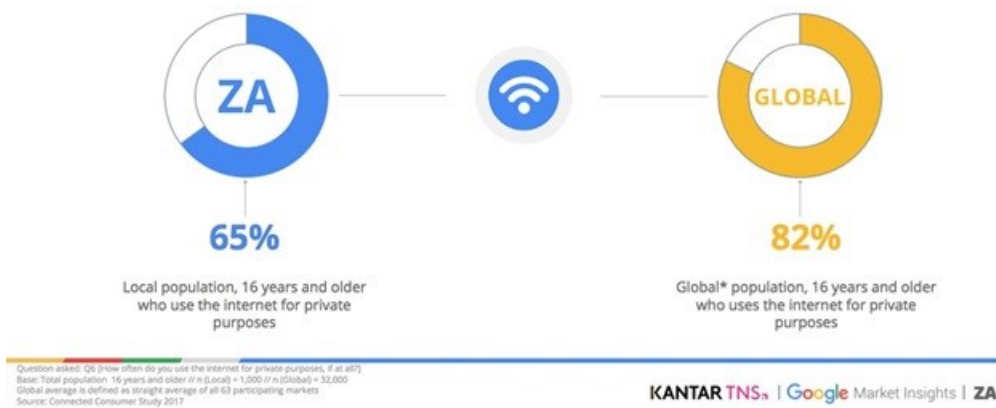 ZA
GLOBAL
65%
82%
Local population, 16 years and older
who use the internet for private
purposes
Global* population, 16 years and older
who uses the internet for private
purposes
Question asked: Q6 [How often do you use the internet for private purposes, if at all?]
Base: Total population 16 years and older // n (Local) = 1,000 // n (Global) = 32,000
Global average is defined as straight average of all 63 participating markets
Source: Connected Consumer Study 2017
KANTAR TNS. | Google Market Insights | ZA